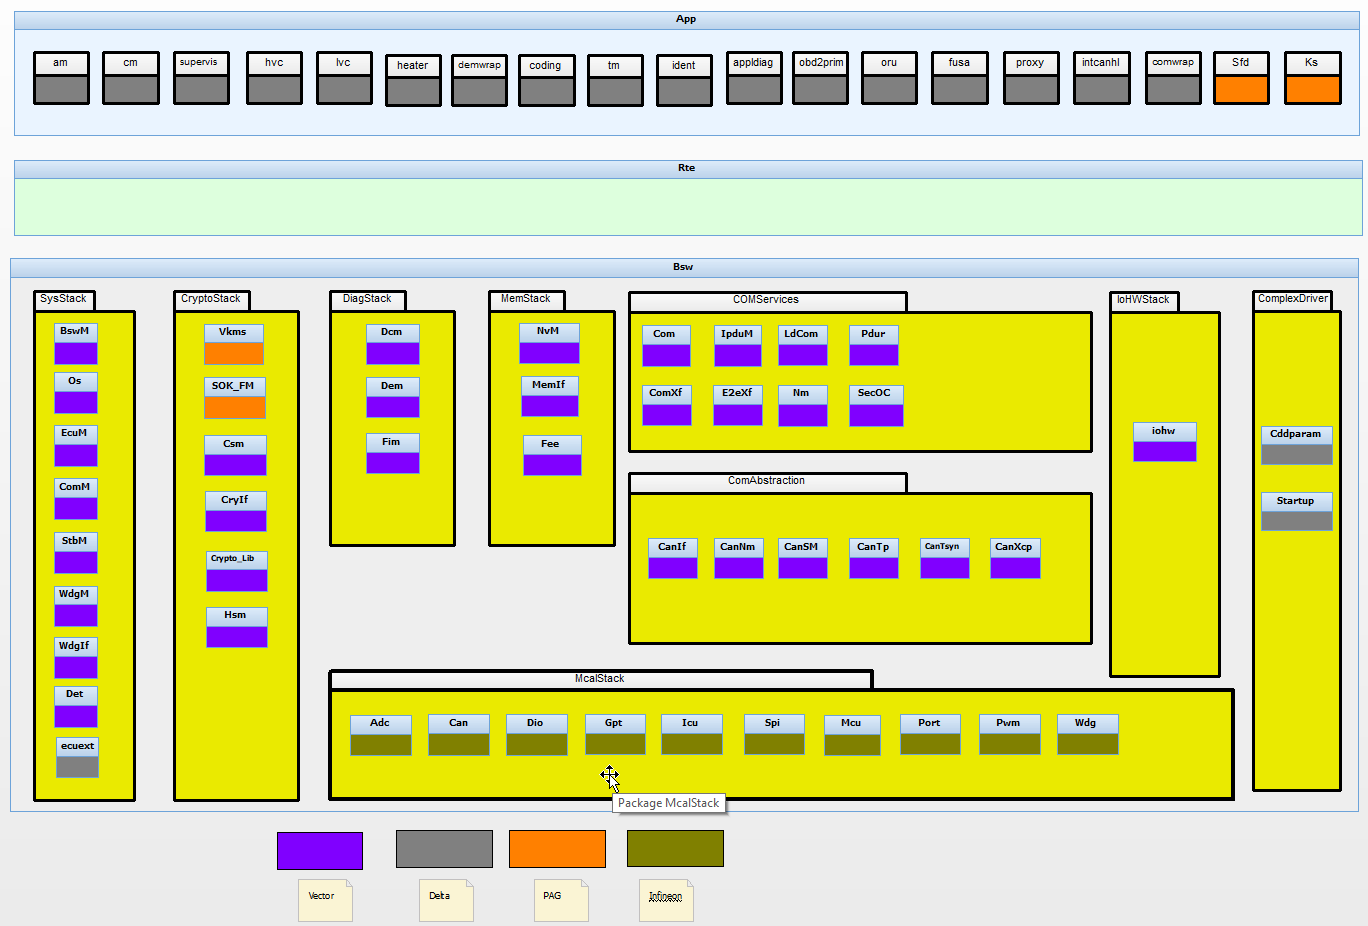 App
am cm supervis hvc lvc heater demwrap coding tm ident appldiag obd2prim oru fusa proxy intcanhl comwrap Sfd Ks
Rte
Bsw
SysStack
BswM
Os
EcuM
ComM
StbM
WdgM
WdgIf
Det
ecuext
CryptoStack
Vkms
SOK_FM
Csm
CryIf
Crypto_Lib
Hsm
DiagStack
Dcm
Dem
Fim
MemStack
NvM
MemIf
Fee
COMServices
Com IpduM LdCom Pdur
ComXf E2eXf Nm SecOC
ComAbstraction
CanIf CanNm CanSM CanTp CanTsyn CanXcp
IoHWStack
iohw
ComplexDriver
Cddparam
Startup
McalStack
Adc Can Dio Gpt Icu Spi Mcu Port Pwm Wdg
Package McalStack
Vector Delta PAG Infineon